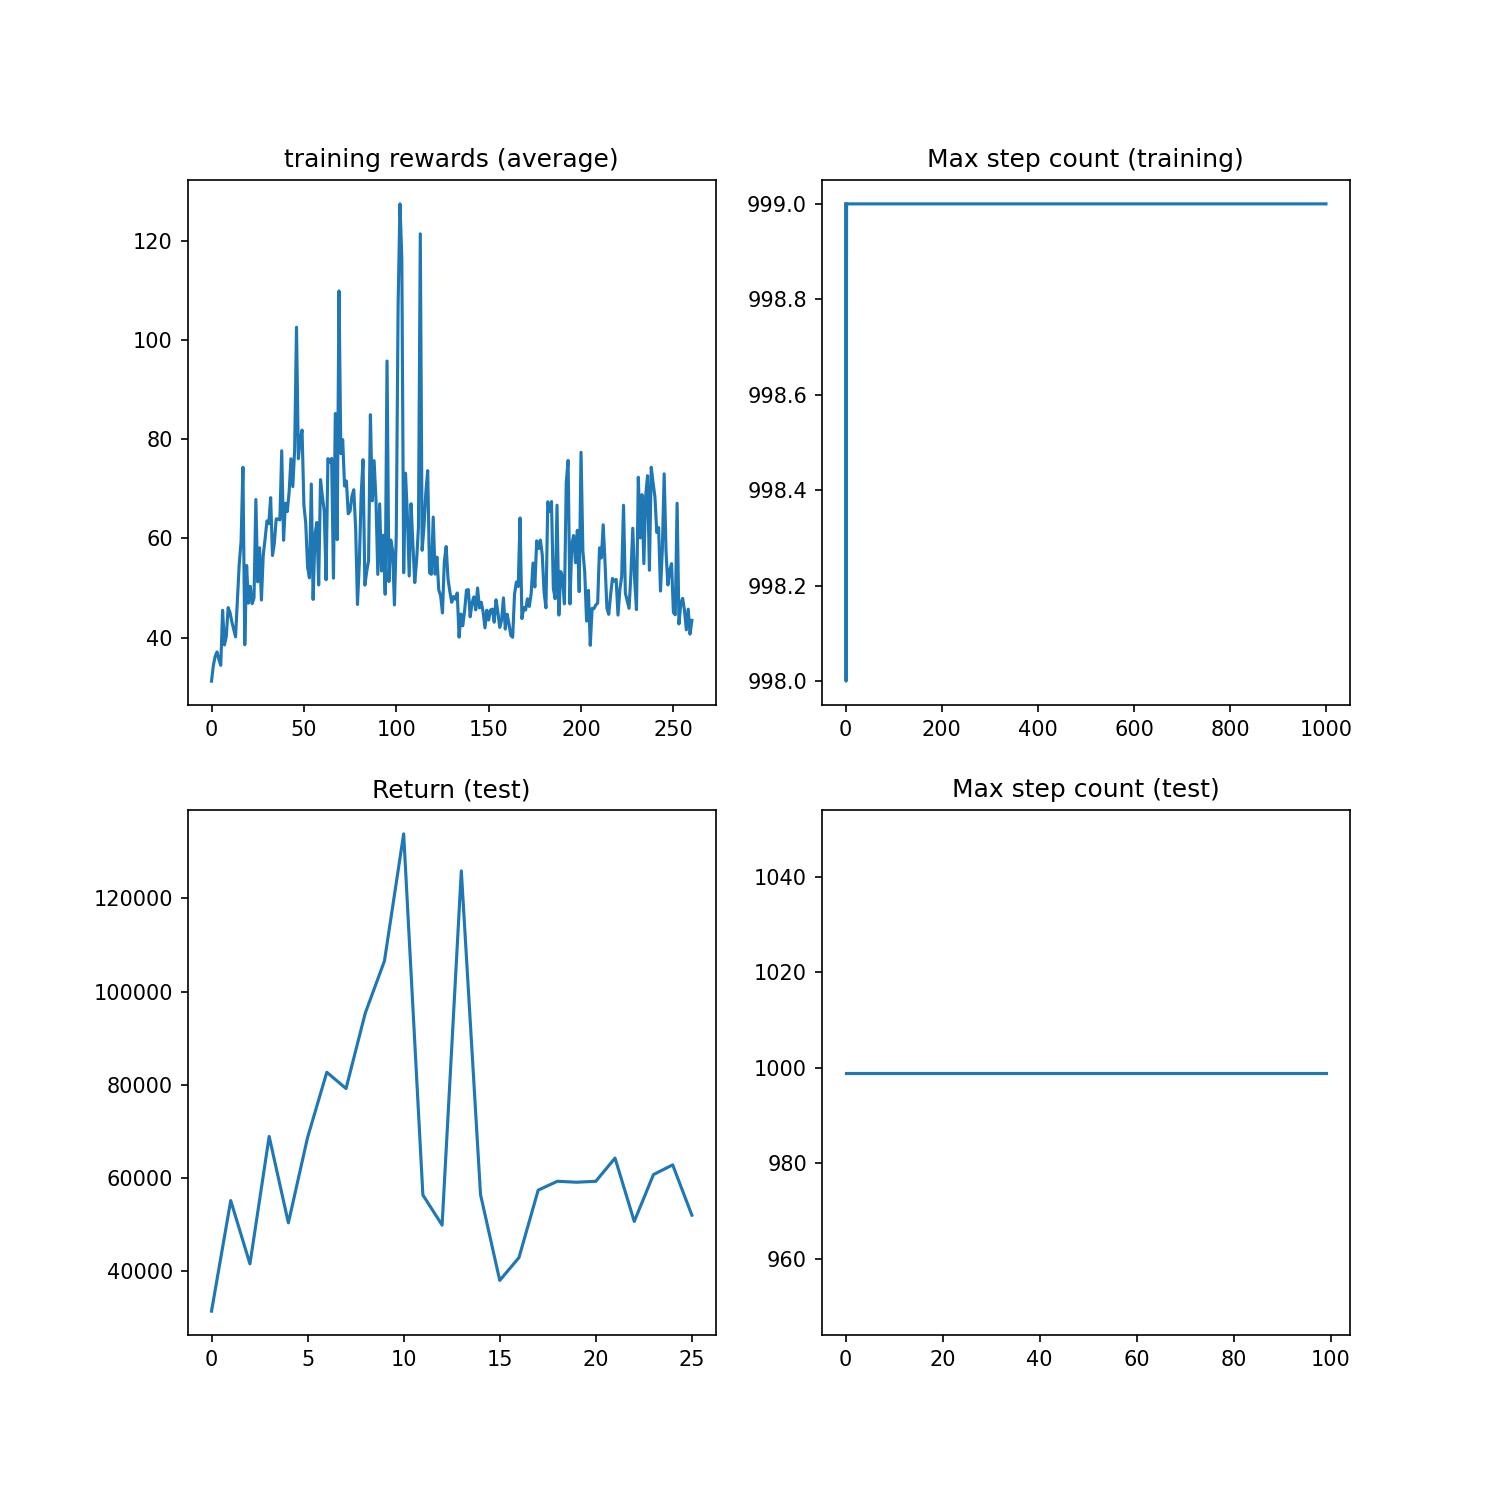 training rewards (average)
120
100
80
60
40
0 50 100 150 200 250
Max step count (training)
999.0
998.8
998.6
998.4
998.2
998.0
0 200 400 600 800 1000
Return (test)
120000
100000
80000
60000
40000
0 5 10 15 20 25
Max step count (test)
1040
1020
1000
980
960
0 20 40 60 80 100